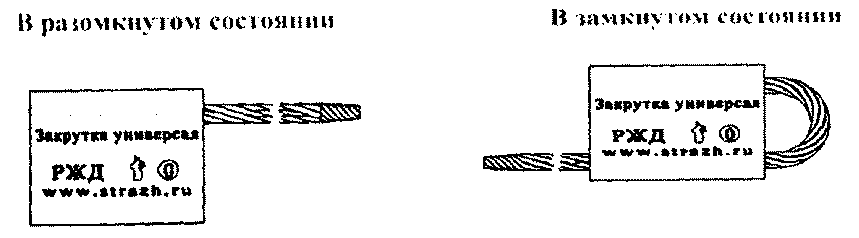 В разомкнутом состоянии
Закрутка универсал
РЖД
www.strazh.ru
В замкнутом состоянии
Закрутка универсал
РЖД
www.strazh.ru